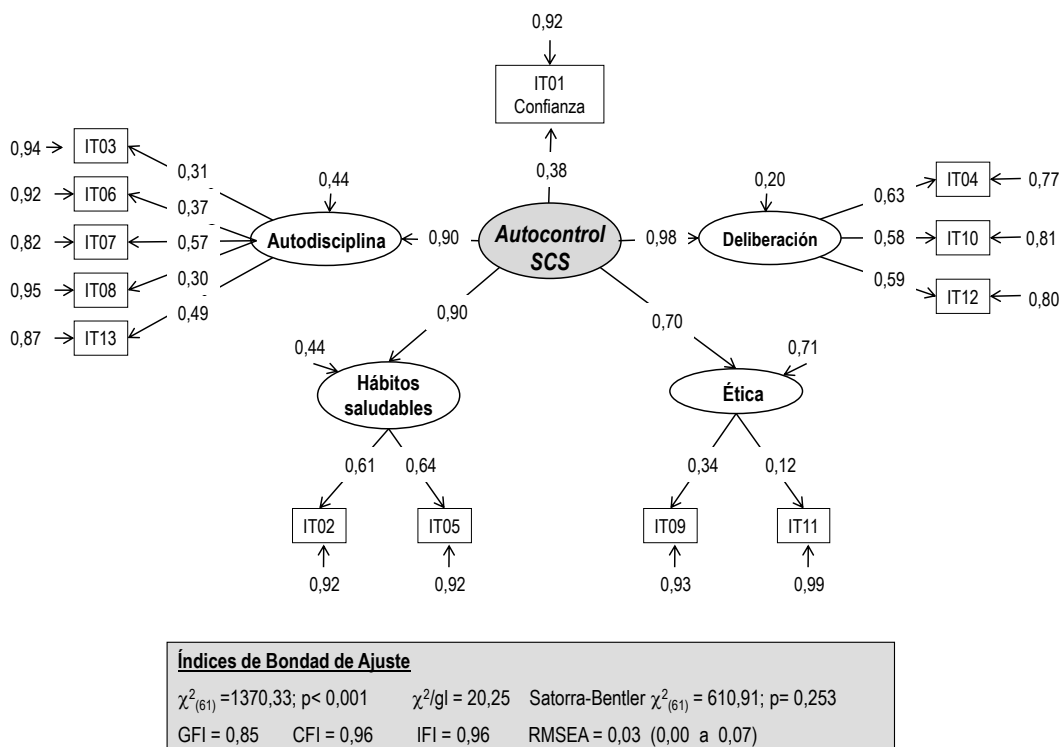 0,92
IT01
Confianza
0,38
0,94
IT03
0,31
0,92
IT06
0,37
0,82
IT07
0,57
0,95
IT08
0,30
0,87
IT13
0,49
0,44
Autodisciplina
0,90
Autocontrol
SCS
0,98
0,20
Deliberación
0,63
IT04
0,77
0,58
IT10
0,81
0,59
IT12
0,80
0,90
0,44
Hábitos
saludables
0,61
0,64
IT02
IT05
0,92
0,92
0,70
0,71
Ética
0,34
0,12
IT09
IT11
0,93
0,99
Índices de Bondad de Ajuste
χ²(61) =1370,33; p< 0,001 χ²/gl = 20,25 Satorra-Bentler χ²(61) = 610,91; p= 0,253
GFI = 0,85 CFI = 0,96 IFI = 0,96 RMSEA = 0,03 (0,00 a 0,07)